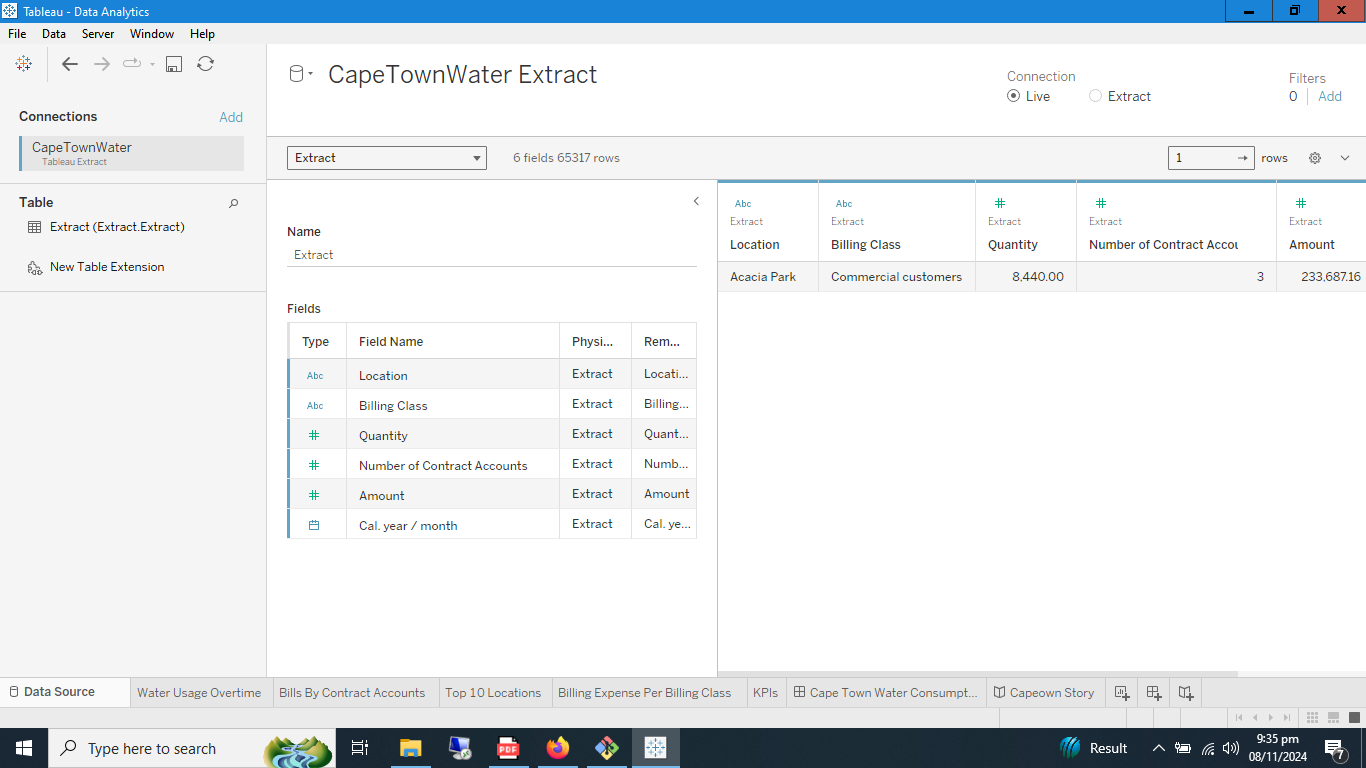 Tableau - Data Analytics
File Data Server Window Help
CapeTownWater Extract
Connection
Live Extract
Filters
0 Add
Connections Add
CapeTownWater
Tableau Extract
Extract
6 fields 65317 rows
1 rows
Table
Extract (Extract.Extract)
New Table Extension
Name
Extract
Fields
Type Field Name Physi... Rem...
Abc Location Extract Locati...
Abc Billing Class Extract Billing...
Quantity Extract Quant...
Number of Contract Accounts Extract Numb...
Amount Extract Amount
Cal. year / month Extract Cal. ye...
Abc Abc
Extract Extract Extract Extract Extract
Location Billing Class Quantity Number of Contract Accou Amount
Acacia Park Commercial customers 8,440.00 3 233,687.16
Data Source Water Usage Overtime Bills By Contract Accounts Top 10 Locations Billing Expense Per Billing Class KPIs Cape Town Water Consumpt... Capeown Story
Type here to search
PDF
Result
9:35 pm
08/11/2024
7